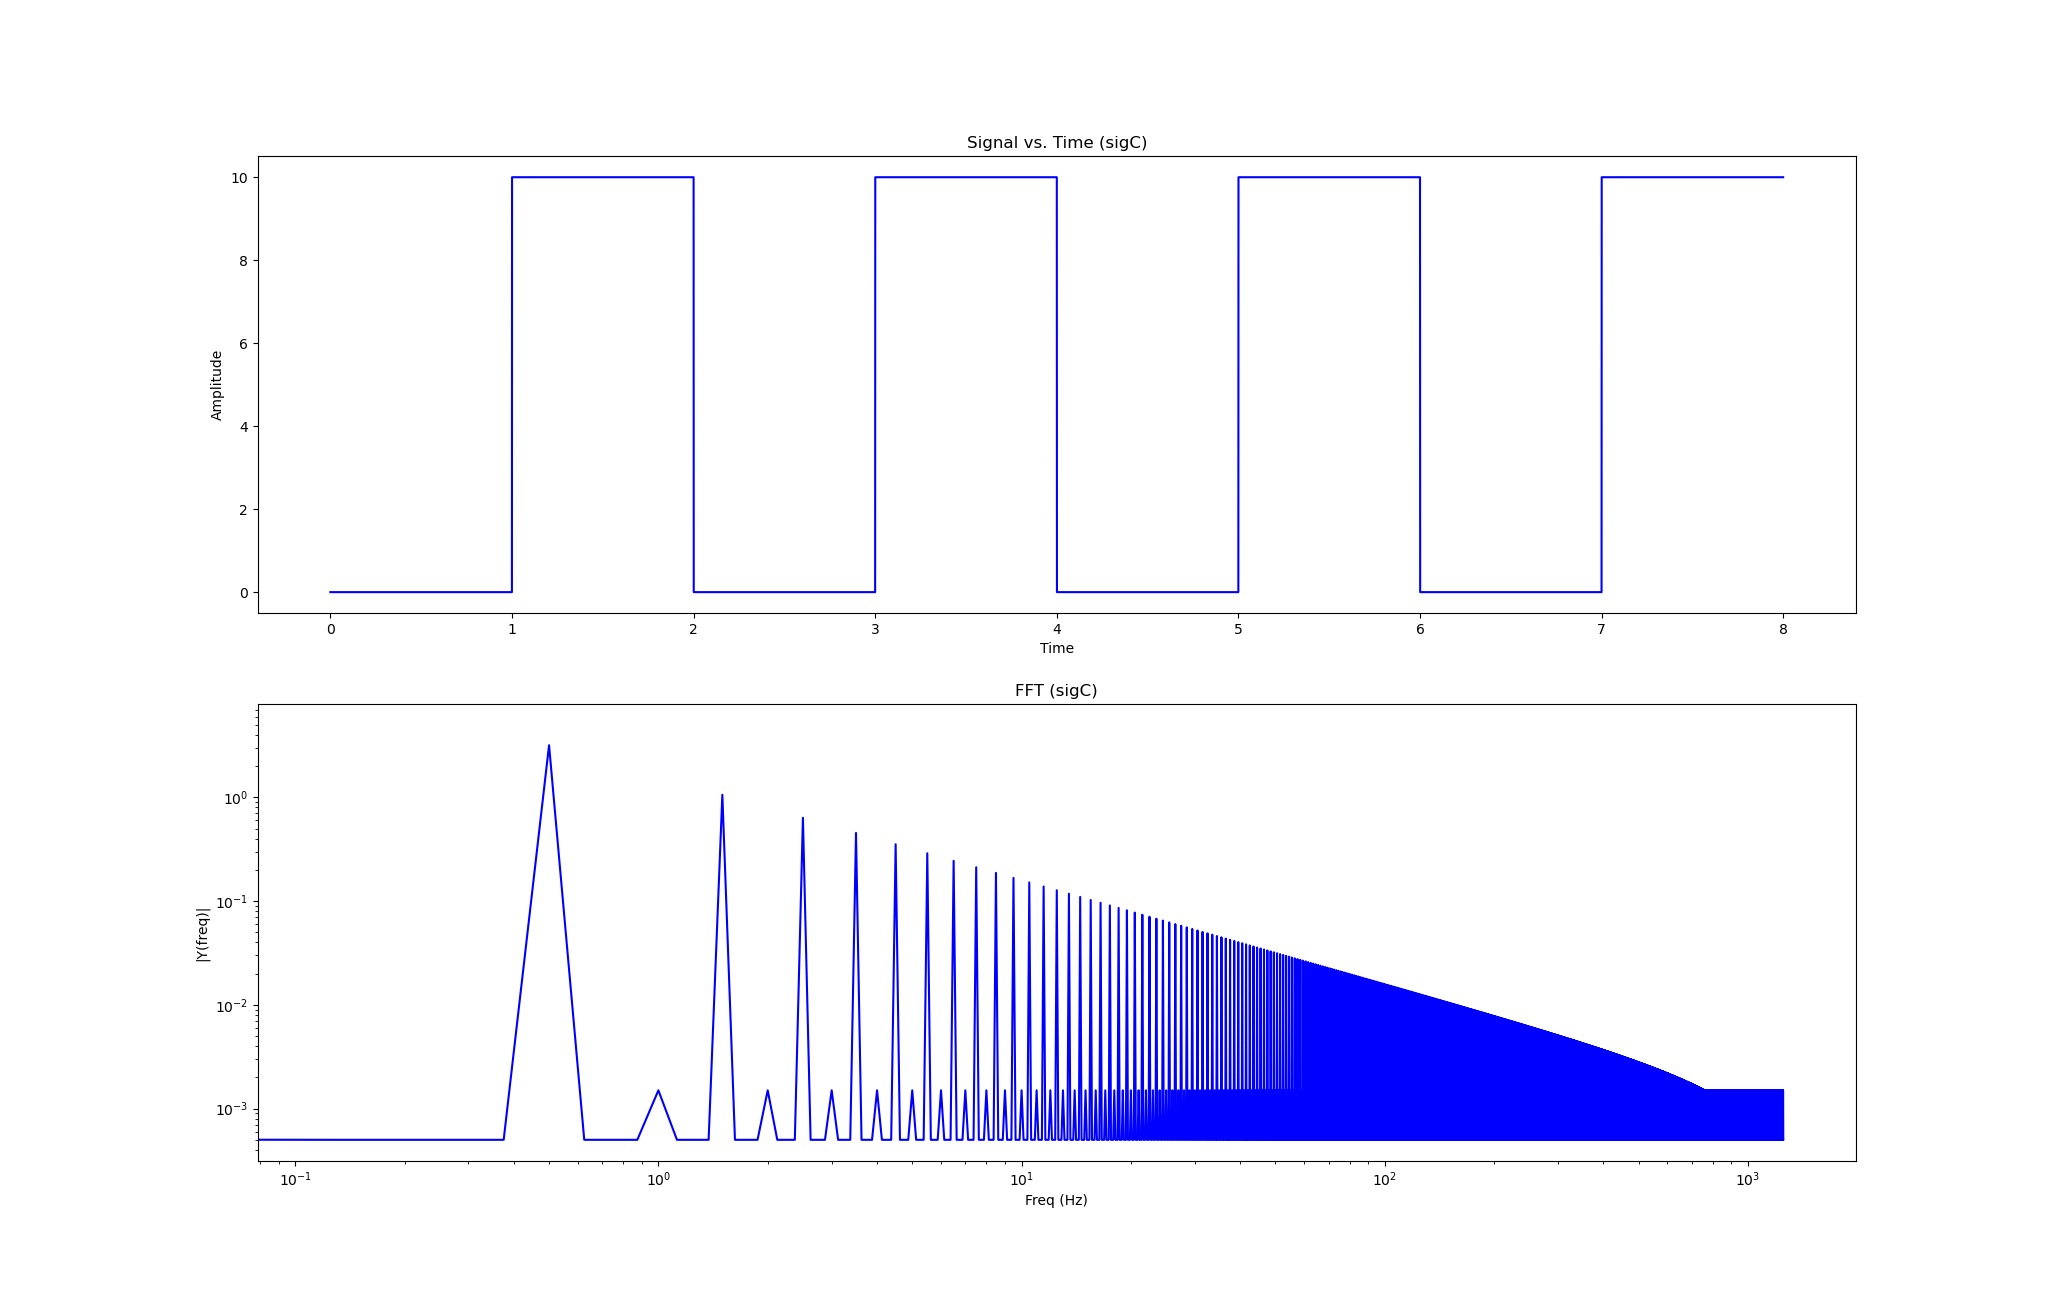 Signal vs. Time (sigC)
10
8
6
4
2
0
Amplitude
0 1 2 3 4 5 6 7 8
Time
FFT (sigC)
10⁰
10⁻¹
10⁻²
10⁻³
|Y(freq)|
10⁻¹ 10⁰ 10¹ 10² 10³
Freq (Hz)